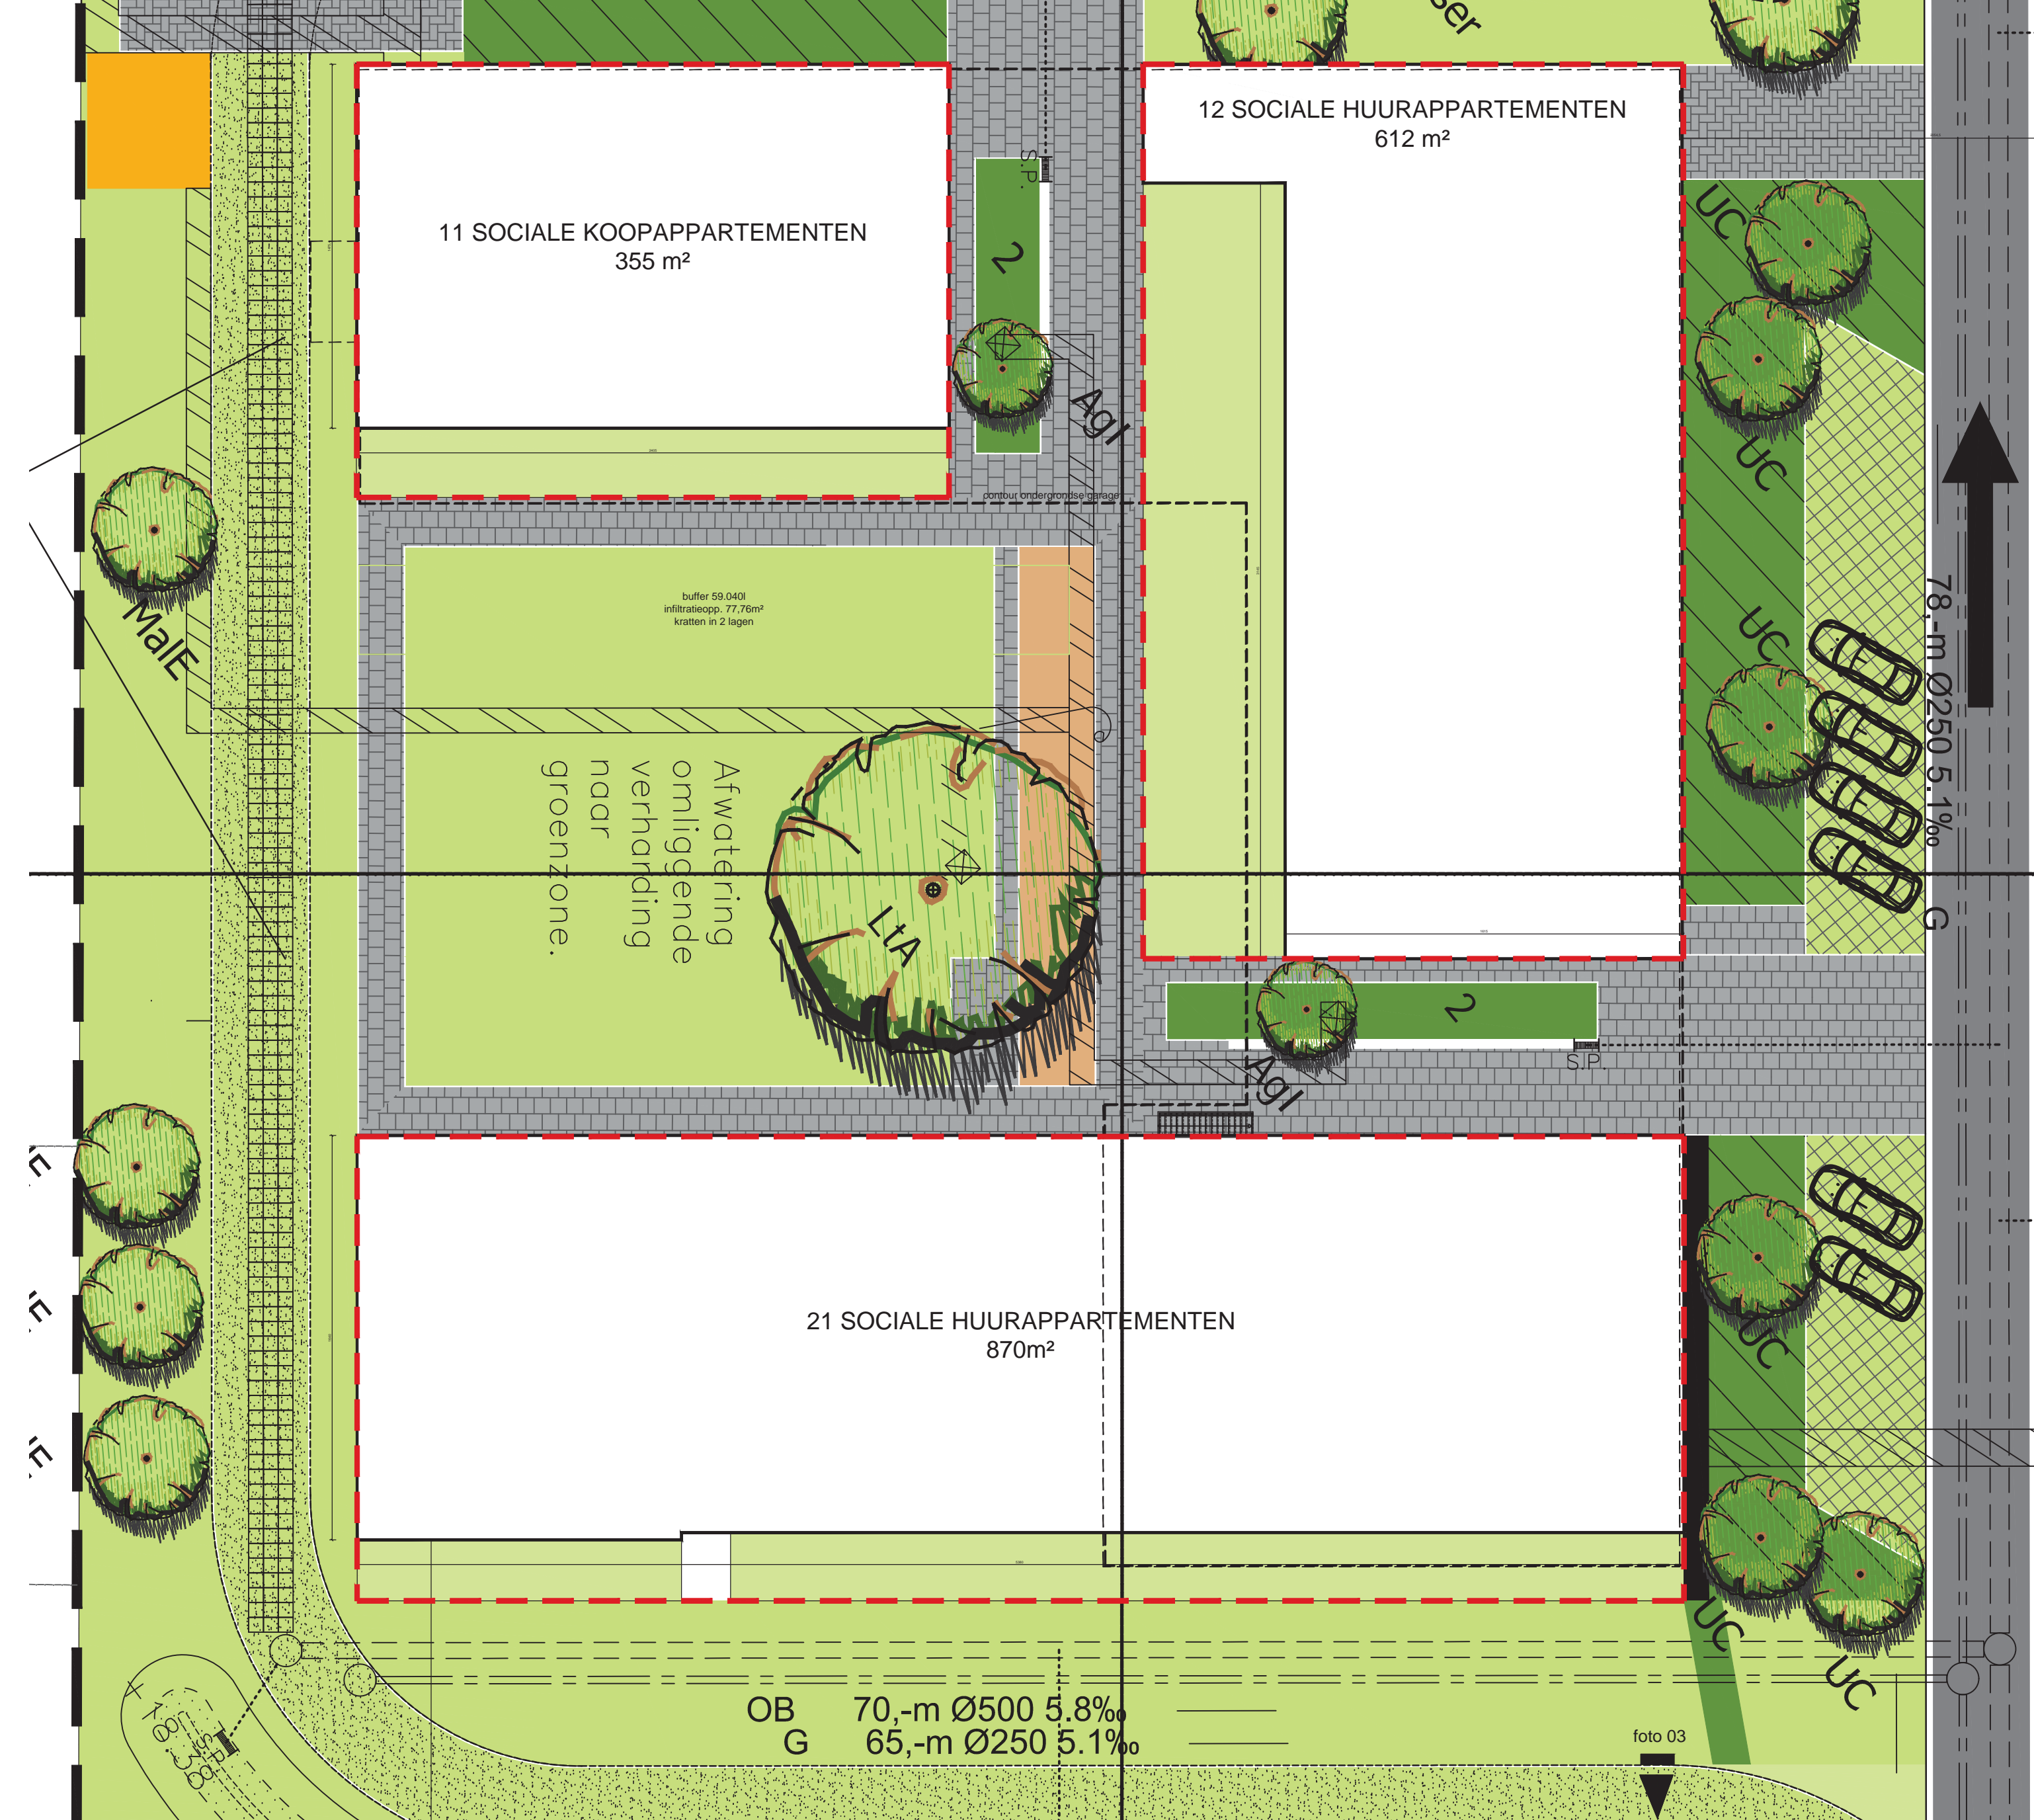 ser
12 SOCIALE HUURAPPARTEMENTEN
612 m²
11 SOCIALE KOOPAPPARTEMENTEN
355 m²
S.P.
2
UC
Agl
UC
contour ondergrondse garage
buffer 59.040l
infiltratieopp. 77,76m²
kratten in 2 lagen
MalE
UC
78,-m Ø250 5.1‰
G
Afwatering
omliggende
verharding
naar
groenzone.
LtA
2
S.P.
Agl
E
E
E
21 SOCIALE HUURAPPARTEMENTEN
870m²
UC
UC
UC
OB 70,-m Ø500 5.8‰
G 65,-m Ø250 5.1‰
foto 03